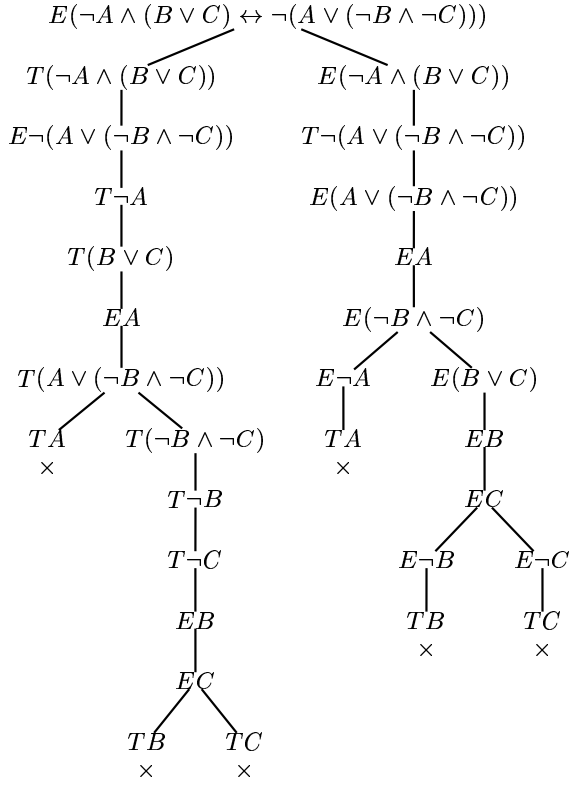 E(¬A ∧ (B ∨ C) ↔ ¬(A ∨ (¬B ∧ ¬C)))
T(¬A ∧ (B ∨ C)) E(¬A ∧ (B ∨ C))
E¬(A ∨ (¬B ∧ ¬C)) T¬(A ∨ (¬B ∧ ¬C))
T¬A E(A ∨ (¬B ∧ ¬C))
T(B ∨ C) EA
EA E(¬B ∧ ¬C)
T(A ∨ (¬B ∧ ¬C)) E¬A E(B ∨ C)
TA T(¬B ∧ ¬C) TA EB
× ×
T¬B EC
T¬C E¬B E¬C
EB TB TC
× ×
EC
TB TC
× ×